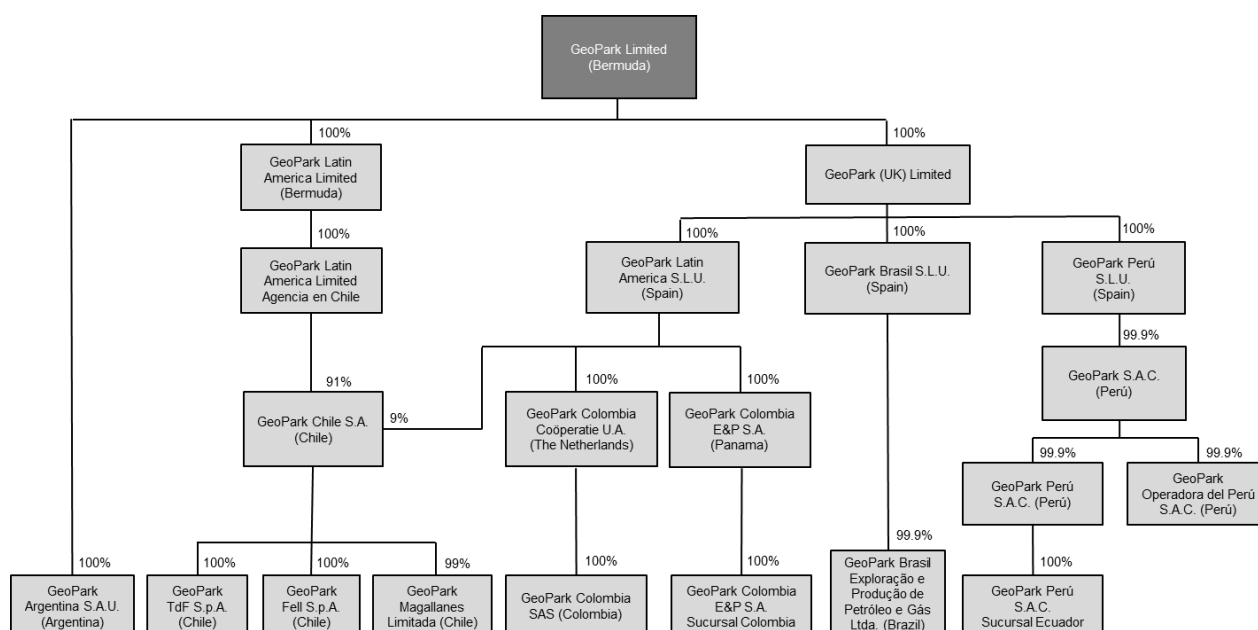 GeoPark Limited
(Bermuda)
100%
100%
GeoPark Latin
America Limited
(Bermuda)
GeoPark (UK) Limited
100%
100%
100%
100%
GeoPark Latin
America Limited
Agencia en Chile
GeoPark Latin
America S.L.U.
(Spain)
GeoPark Brasil S.L.U.
(Spain)
GeoPark Perú
S.L.U.
(Spain)
99.9%
GeoPark S.A.C.
(Perú)
91%
9%
100%
100%
GeoPark Chile S.A.
(Chile)
GeoPark Colombia
Coöperatie U.A.
(The Netherlands)
GeoPark Colombia
E&P S.A.
(Panama)
99.9%
99.9%
GeoPark Perú
S.A.C. (Perú)
GeoPark
Operadora del Perú
S.A.C. (Perú)
100%
100%
100%
99%
100%
100%
99.9%
100%
GeoPark
Argentina S.A.U.
(Argentina)
GeoPark
TdF S.p.A.
(Chile)
GeoPark
Fell S.p.A.
(Chile)
GeoPark
Magallanes
Limitada (Chile)
GeoPark Colombia
SAS (Colombia)
GeoPark Colombia
E&P S.A.
Sucursal Colombia
GeoPark Brasil
Exploração e
Produção de
Petróleo e Gás
Ltda. (Brazil)
GeoPark Perú
S.A.C.
Sucursal Ecuador